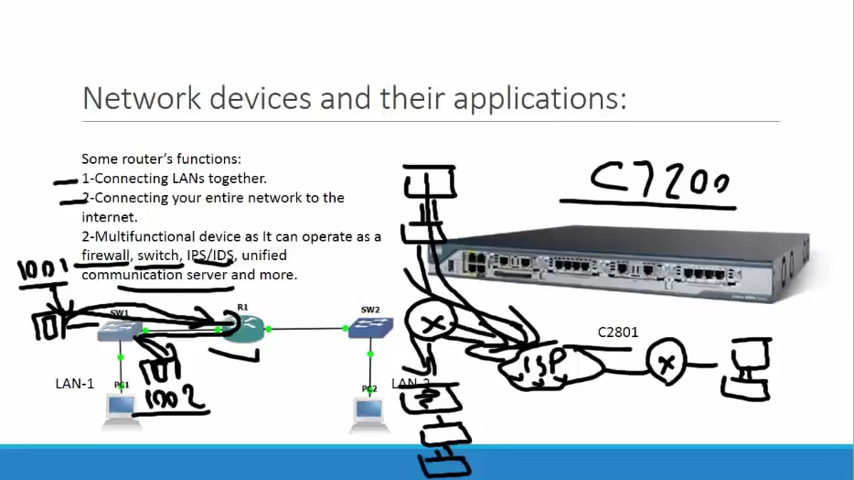 Network devices and their applications:
Some router's functions:
1-Connecting LANs together.
2-Connecting your entire network to the
internet.
2-Multifunctional device as It can operate as a
firewall, switch, IPS/IDS, unified
communication server and more.
C7200
1001
SW1
R1
SW2
C2801
ISP
LAN-1
PC1
1002
PC2
LAN-2